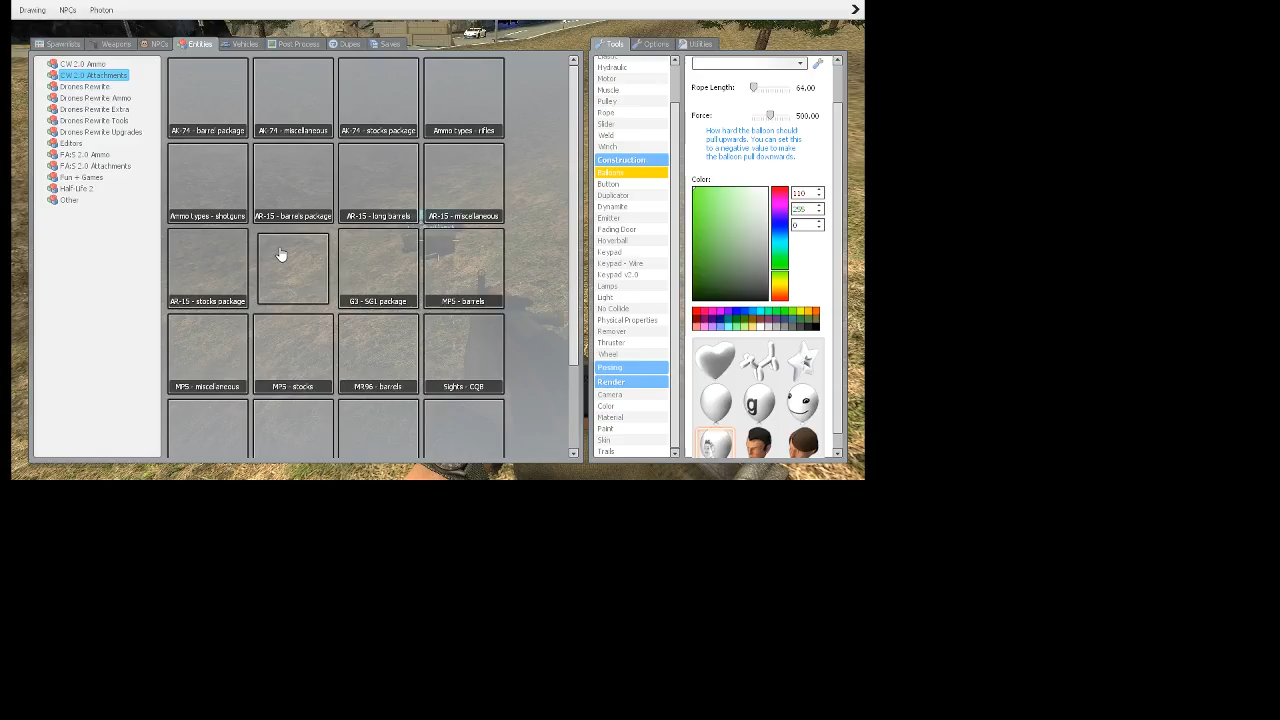 Drawing NPCs Photon
Spawnlists Weapons NPCs Entities Vehicles Post Process Dupes Saves
Tools Options Utilities
CW 2.0 Ammo
CW 2.0 Attachments
Drones Rewrite
Drones Rewrite Ammo
Drones Rewrite Extra
Drones Rewrite Tools
Drones Rewrite Upgrades
Editors
FA:S 2.0 Ammo
FA:S 2.0 Attachments
Fun + Games
Half-Life 2
Other
AK-74 - barrel package AK-74 - miscellaneous AK-74 - stocks package Ammo types - rifles
Ammo types - shotguns AR-15 - barrels package AR-15 - long barrels AR-15 - miscellaneous
AR-15 - stocks package G3 - SG1 package MP5 - barrels
MP5 - miscellaneous MP5 - stocks MR96 - barrels Sights - CQB
Elastic
Hydraulic
Motor
Muscle
Pulley
Rope
Slider
Weld
Winch
Construction
Balloons
Button
Duplicator
Dynamite
Emitter
Fading Door
Hoverball
Keypad
Keypad - Wire
Keypad v2.0
Lamps
Light
No Collide
Physical Properties
Remover
Thruster
Wheel
Posing
Render
Camera
Color
Material
Paint
Skin
Trails
Rope Length: 64.00
Force: 500.00
How hard the balloon should
pull upwards. You can set this
to a negative value to make
the balloon pull downwards.
Color:
110
255
0
g